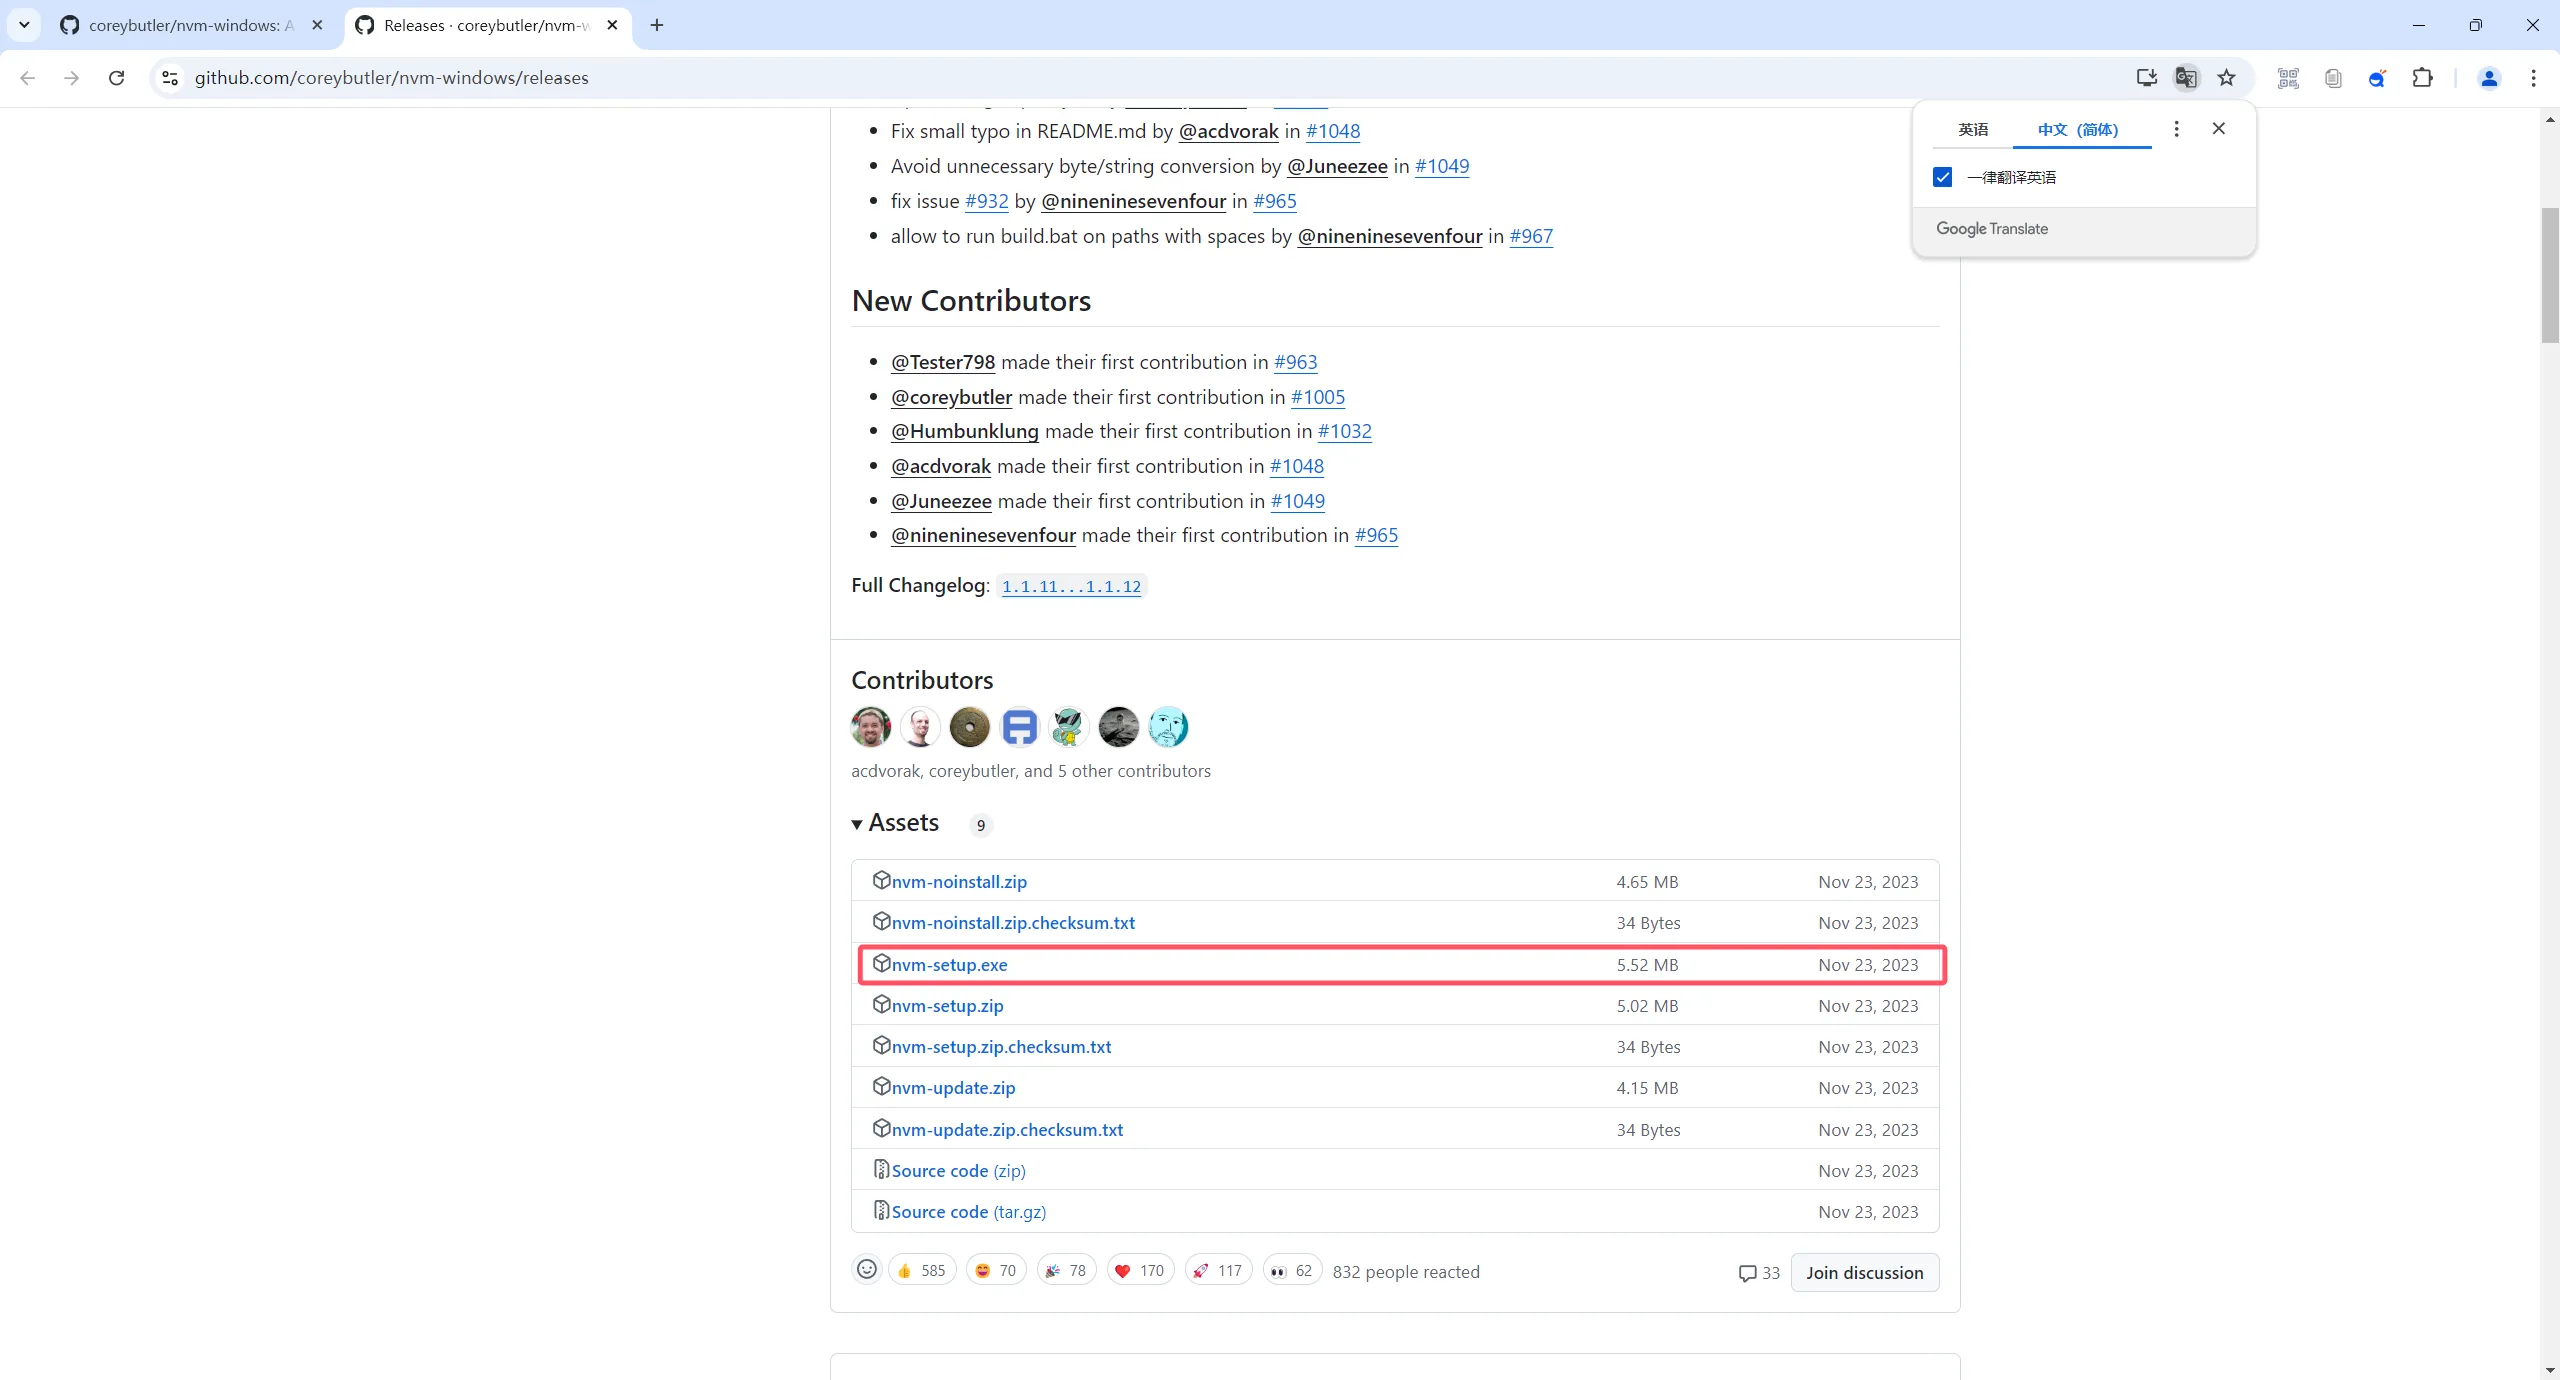 coreybutler/nvm-windows: A
Releases · coreybutler/nvm-w
github.com/coreybutler/nvm-windows/releases
英语
中文（简体）
一律翻译英语
Google Translate
Fix small typo in README.md by @acdvorak in #1048
Avoid unnecessary byte/string conversion by @Juneezee in #1049
fix issue #932 by @nineninesevenfour in #965
allow to run build.bat on paths with spaces by @nineninesevenfour in #967
New Contributors
@Tester798 made their first contribution in #963
@coreybutler made their first contribution in #1005
@Humbunklung made their first contribution in #1032
@acdvorak made their first contribution in #1048
@Juneezee made their first contribution in #1049
@nineninesevenfour made their first contribution in #965
Full Changelog: 1.1.11...1.1.12
Contributors
acdvorak, coreybutler, and 5 other contributors
Assets 9
nvm-noinstall.zip 4.65 MB Nov 23, 2023
nvm-noinstall.zip.checksum.txt 34 Bytes Nov 23, 2023
nvm-setup.exe 5.52 MB Nov 23, 2023
nvm-setup.zip 5.02 MB Nov 23, 2023
nvm-setup.zip.checksum.txt 34 Bytes Nov 23, 2023
nvm-update.zip 4.15 MB Nov 23, 2023
nvm-update.zip.checksum.txt 34 Bytes Nov 23, 2023
Source code (zip) Nov 23, 2023
Source code (tar.gz) Nov 23, 2023
👍 585 😄 70 🎉 78 ❤️ 170 🚀 117 👀 62 832 people reacted 33 Join discussion